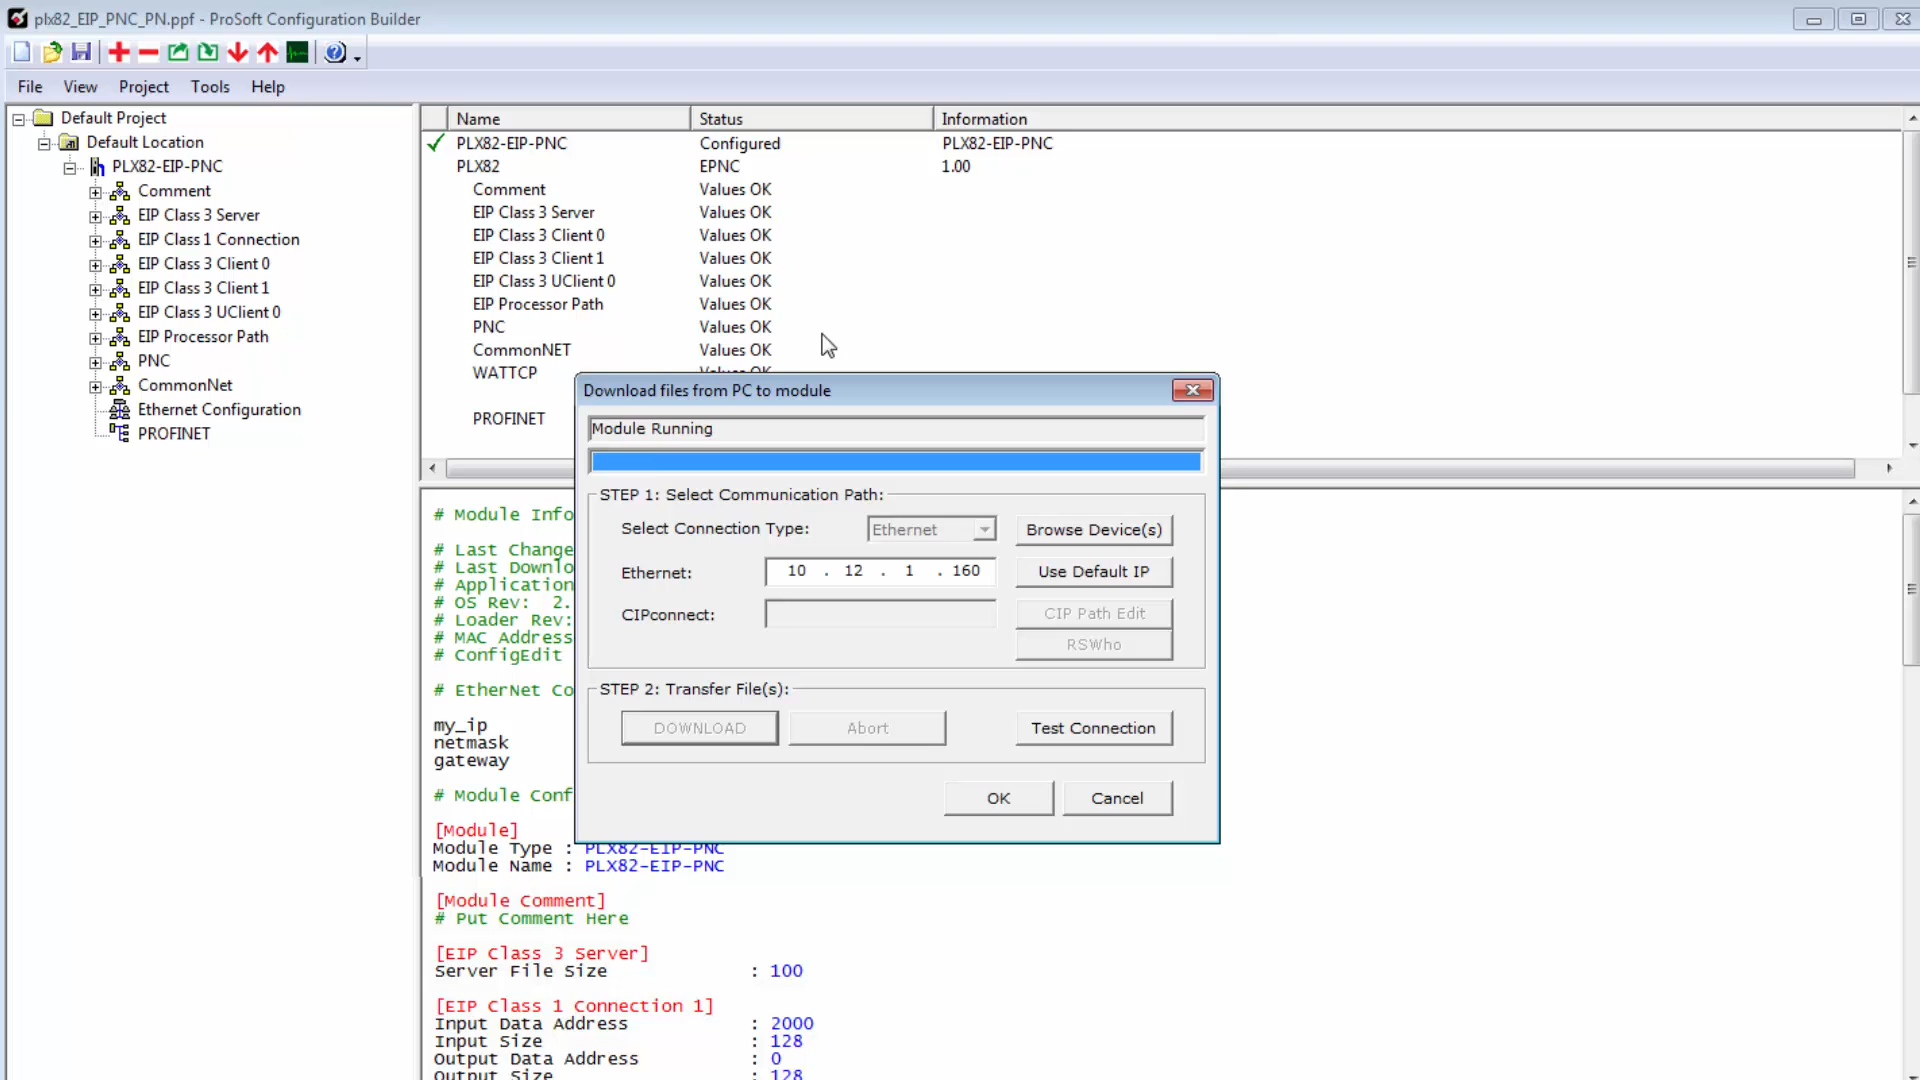 plx82_EIP_PNC_PN.ppf - ProSoft Configuration Builder
File View Project Tools Help
Default Project
Default Location
PLX82-EIP-PNC
Comment
EIP Class 3 Server
EIP Class 1 Connection
EIP Class 3 Client 0
EIP Class 3 Client 1
EIP Class 3 UClient 0
EIP Processor Path
PNC
CommonNet
Ethernet Configuration
PROFINET
Name Status Information
PLX82-EIP-PNC Configured PLX82-EIP-PNC
PLX82 EPNC 1.00
Comment Values OK
EIP Class 3 Server Values OK
EIP Class 3 Client 0 Values OK
EIP Class 3 Client 1 Values OK
EIP Class 3 UClient 0 Values OK
EIP Processor Path Values OK
PNC Values OK
CommonNET Values OK
WATTCP Values OK
PROFINET
Download files from PC to module
Module Running
STEP 1: Select Communication Path:
Select Connection Type: Ethernet Browse Device(s)
Ethernet: 10 . 12 . 1 . 160 Use Default IP
CIPconnect: CIP Path Edit
RSWho
STEP 2: Transfer File(s):
DOWNLOAD Abort Test Connection
OK Cancel
# Module Info
# Last Change
# Last Downlo
# Application
# OS Rev: 2.
# Loader Rev:
# MAC Address
# ConfigEdit
# EtherNet Co
my_ip
netmask
gateway
# Module Conf
[Module]
Module Type : PLX82-EIP-PNC
Module Name : PLX82-EIP-PNC
[Module Comment]
# Put Comment Here
[EIP Class 3 Server]
Server File Size : 100
[EIP Class 1 Connection 1]
Input Data Address : 2000
Input Size : 128
Output Data Address : 0
Output Size : 128